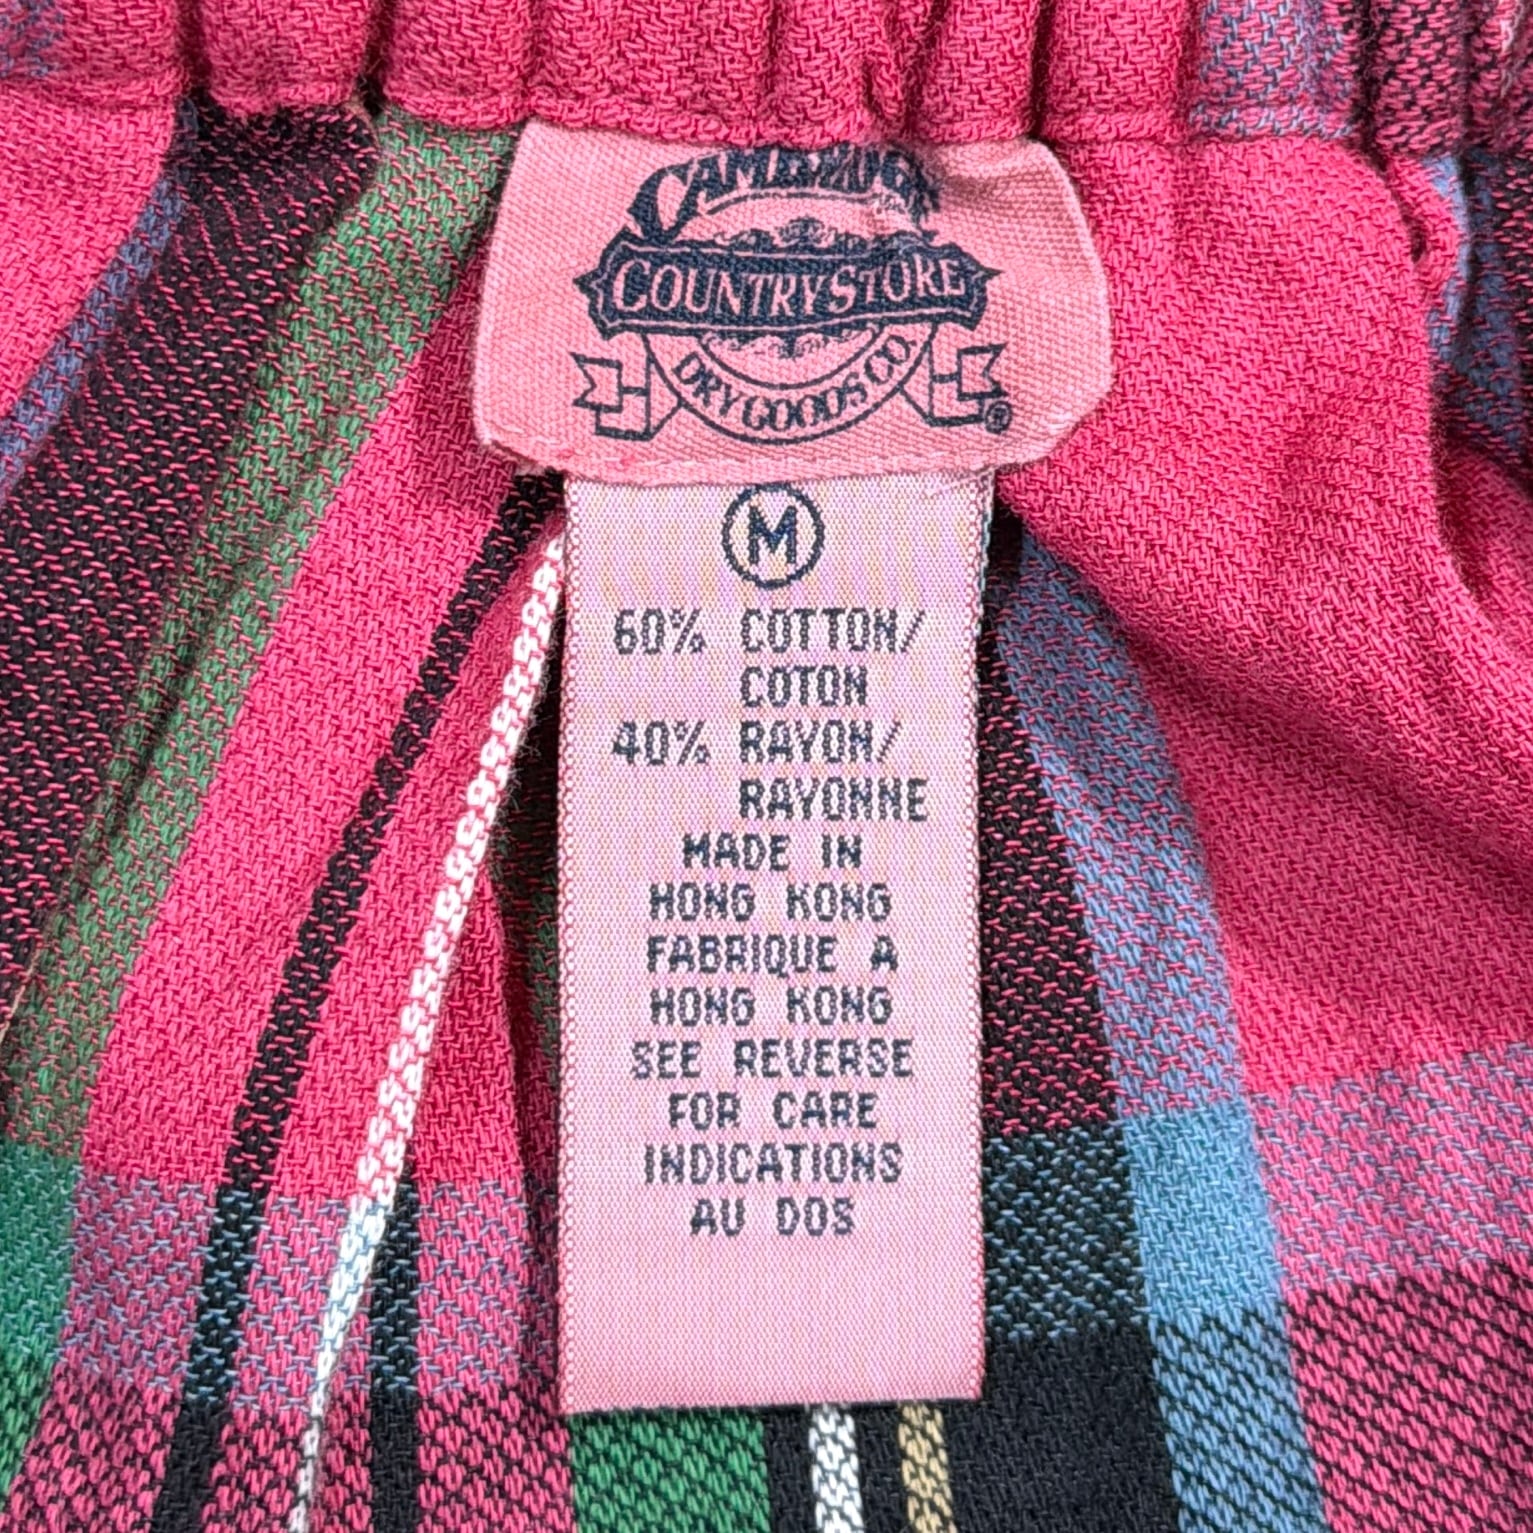 CAMBRIDGE
COUNTRY STORE
DRY GOODS CO.
®
M
60% COTTON/
COTON
40% RAYON/
RAYONNE
MADE IN
HONG KONG
FABRIQUE A
HONG KONG
SEE REVERSE
FOR CARE
INDICATIONS
AU DOS